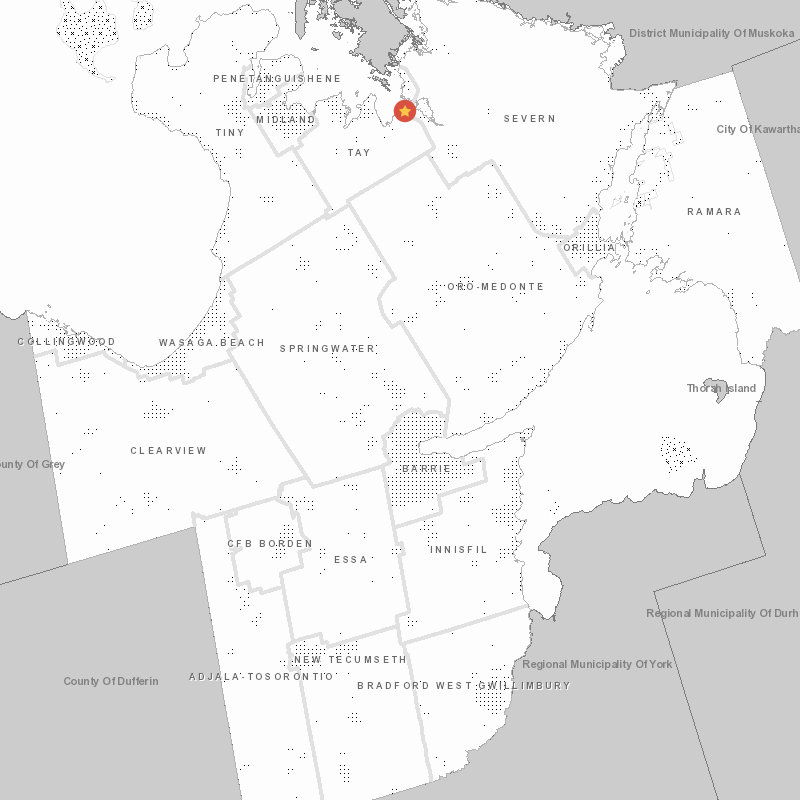 District Municipality Of Muskoka
PENETANGUISHENE
MIDLAND
SEVERN
TINY
City Of Kawartha
TAY
RAMARA
ORILLIA
ORO-MEDONTE
COLLINGWOOD
WASAGA BEACH
SPRINGWATER
Thorah Island
CLEARVIEW
ounty Of Grey
BARRIE
CFB BORDEN
INNISFIL
ESSA
Regional Municipality Of Durh
NEW TECUMSETH
Regional Municipality Of York
ADJALA-TOSORONTIO
County Of Dufferin
BRADFORD WEST GWILLIMBURY